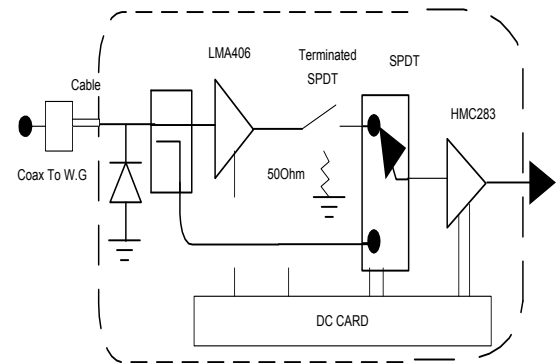 LMA406
Terminated
SPDT
SPDT
Cable
HMC283
Coax To W.G
50Ohm
DC CARD